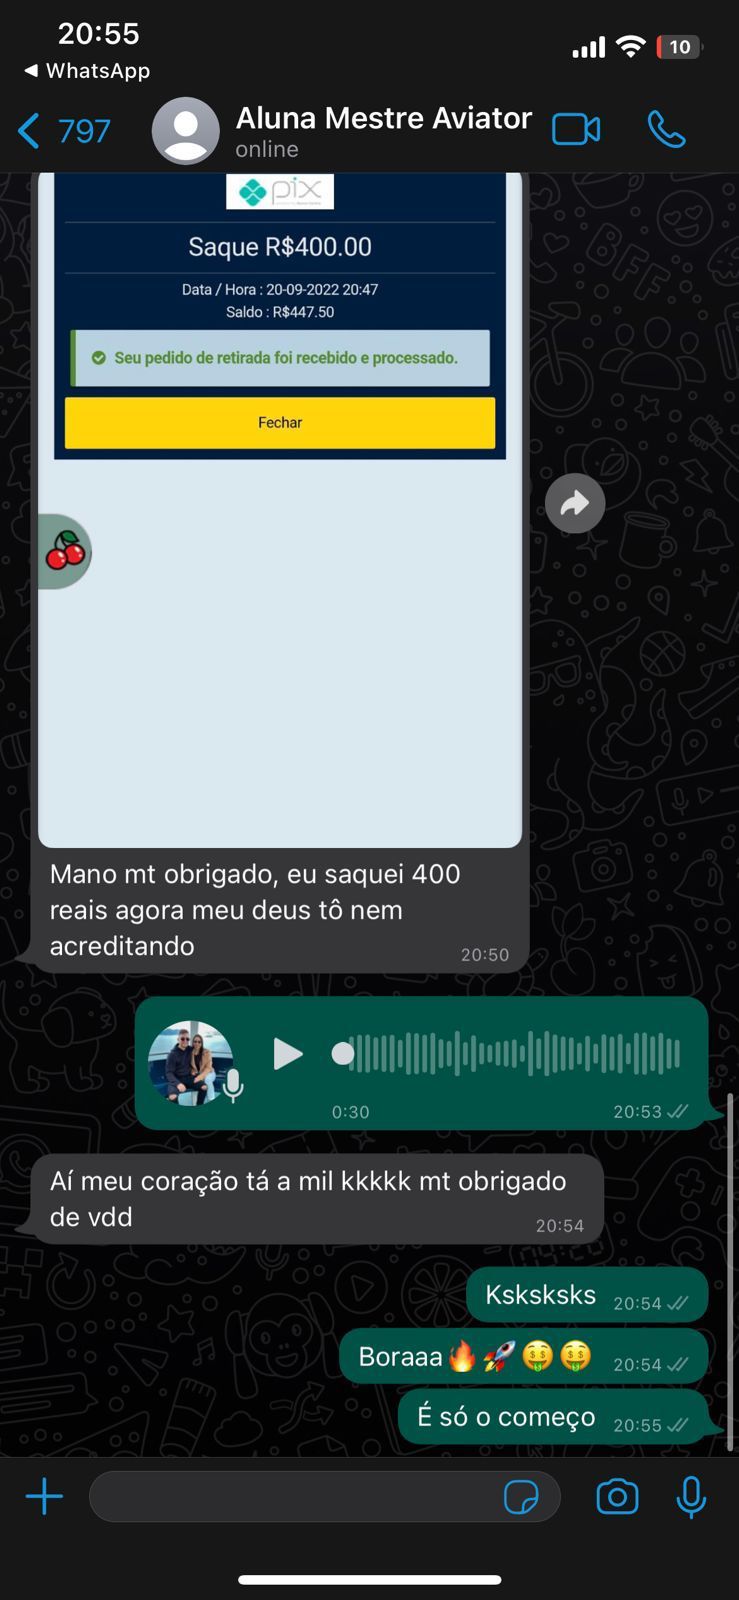 20:55
10
WhatsApp
797
Aluna Mestre Aviator
online
pix
Saque R$400.00
Data / Hora : 20-09-2022 20:47
Saldo : R$447.50
Seu pedido de retirada foi recebido e processado.
Fechar
Mano mt obrigado, eu saquei 400
reais agora meu deus tô nem
acreditando
20:50
0:30
20:53
Aí meu coração tá a mil kkkkk mt obrigado
de vdd
20:54
Ksksksks 20:54
Boraaa🔥🚀🤑🤑 20:54
É só o começo 20:55